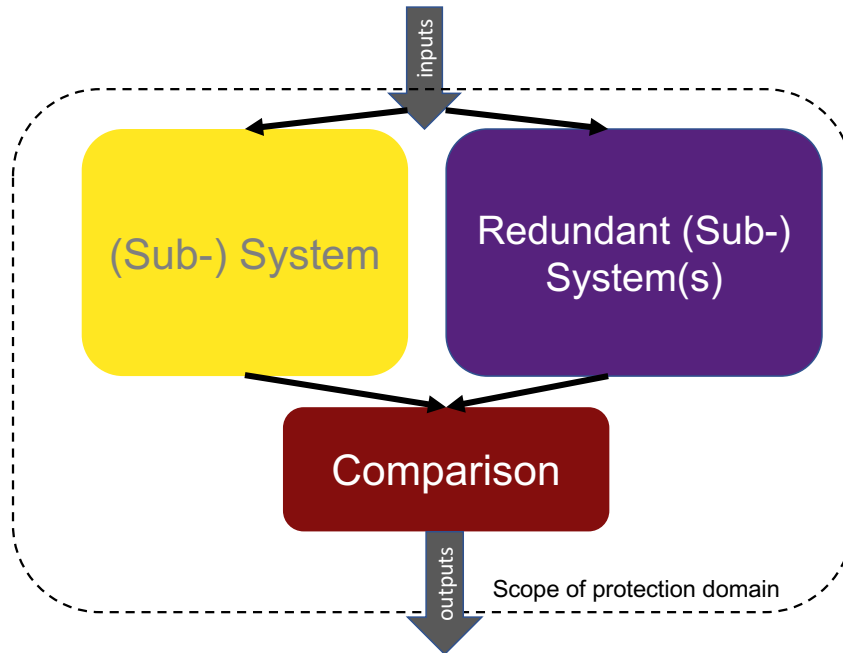 inputs
(Sub-) System
Redundant (Sub-)
System(s)
Comparison
outputs
Scope of protection domain